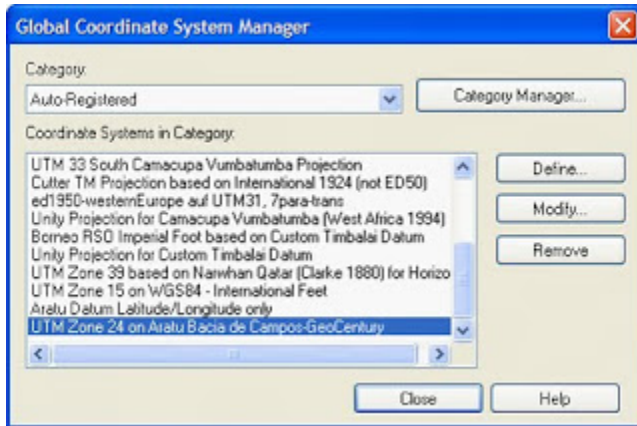 Global Coordinate System Manager
Category:
Auto-Registered
Category Manager...
Coordinate Systems in Category:
UTM 33 South Camacupa Vumbatumba Projection
Cutter TM Projection based on International 1924 (not ED50)
ed1950-westernEurope auf UTM31, 7para-trans
Unity Projection for Camacupa Vumbatumba (West Africa 1994)
Borneo RSO Imperial Foot based on Custom Timbalai Datum
Unity Projection for Custom Timbalai Datum
UTM Zone 39 based on Narwhan Qatar (Clarke 1880) for Horizo
UTM Zone 15 on WGS84 - International Feet
Aratu Datum Latitude/Longitude only
UTM Zone 24 on Aratu Bacia de Campos-GeoCentury
Define...
Modify...
Remove
Close
Help